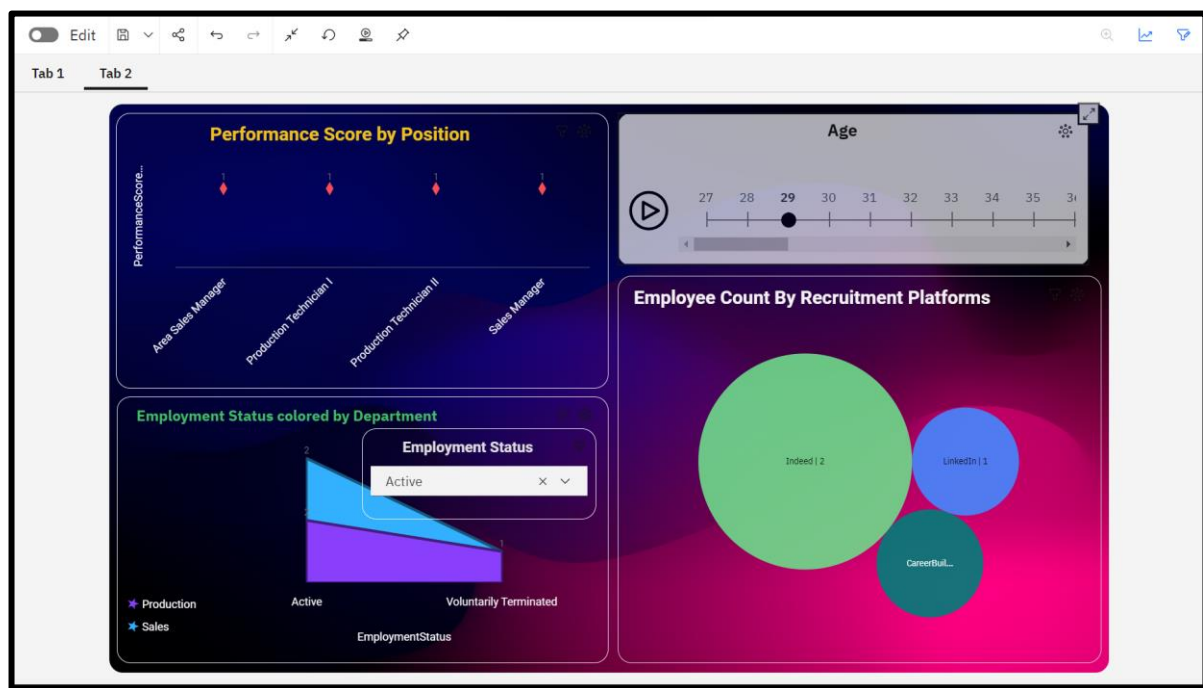 Edit
Tab 1 Tab 2
Performance Score by Position
PerformanceScore...
1 1 1 1
Area Sales Manager
Production Technician I
Production Technician II
Sales Manager
Age
27 28 29 30 31 32 33 34 35
Employee Count By Recruitment Platforms
Indeed | 2
LinkedIn | 1
CareerBuil...
Employment Status colored by Department
Employment Status
Active
2
1
Active Voluntarily Terminated
EmploymentStatus
Production
Sales